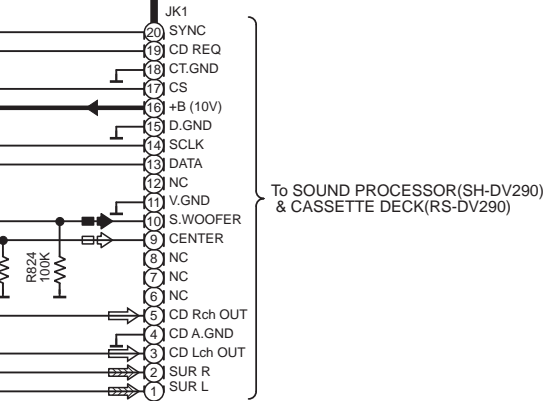 JK1
20 SYNC
19 CD REQ
18 CT.GND
17 CS
16 +B (10V)
15 D.GND
14 SCLK
13 DATA
12 NC
11 V.GND
10 S.WOOFER
9 CENTER
8 NC
7 NC
6 NC
5 CD Rch OUT
4 CD A.GND
3 CD Lch OUT
2 SUR R
1 SUR L
To SOUND PROCESSOR(SH-DV290)
& CASSETTE DECK(RS-DV290)
R824
100K